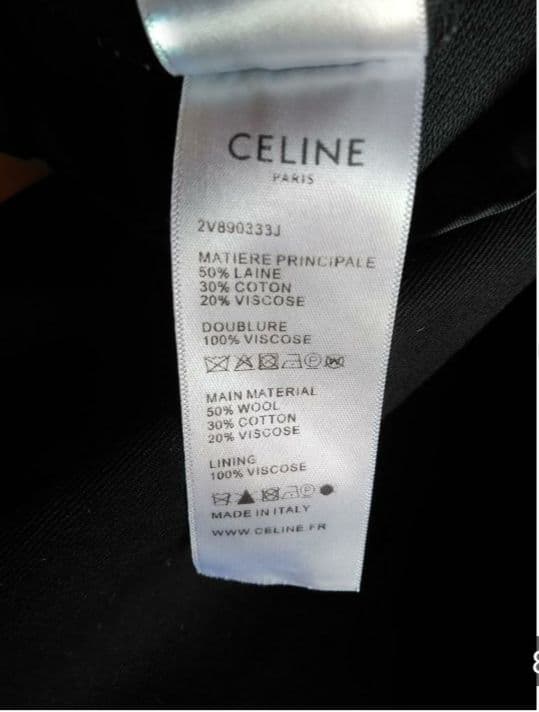 CELINE
PARIS
2V890333J
MATIERE PRINCIPALE
50% LAINE
30% COTON
20% VISCOSE
DOUBLURE
100% VISCOSE
MAIN MATERIAL
50% WOOL
30% COTTON
20% VISCOSE
LINING
100% VISCOSE
MADE IN ITALY
WWW CELINE FR